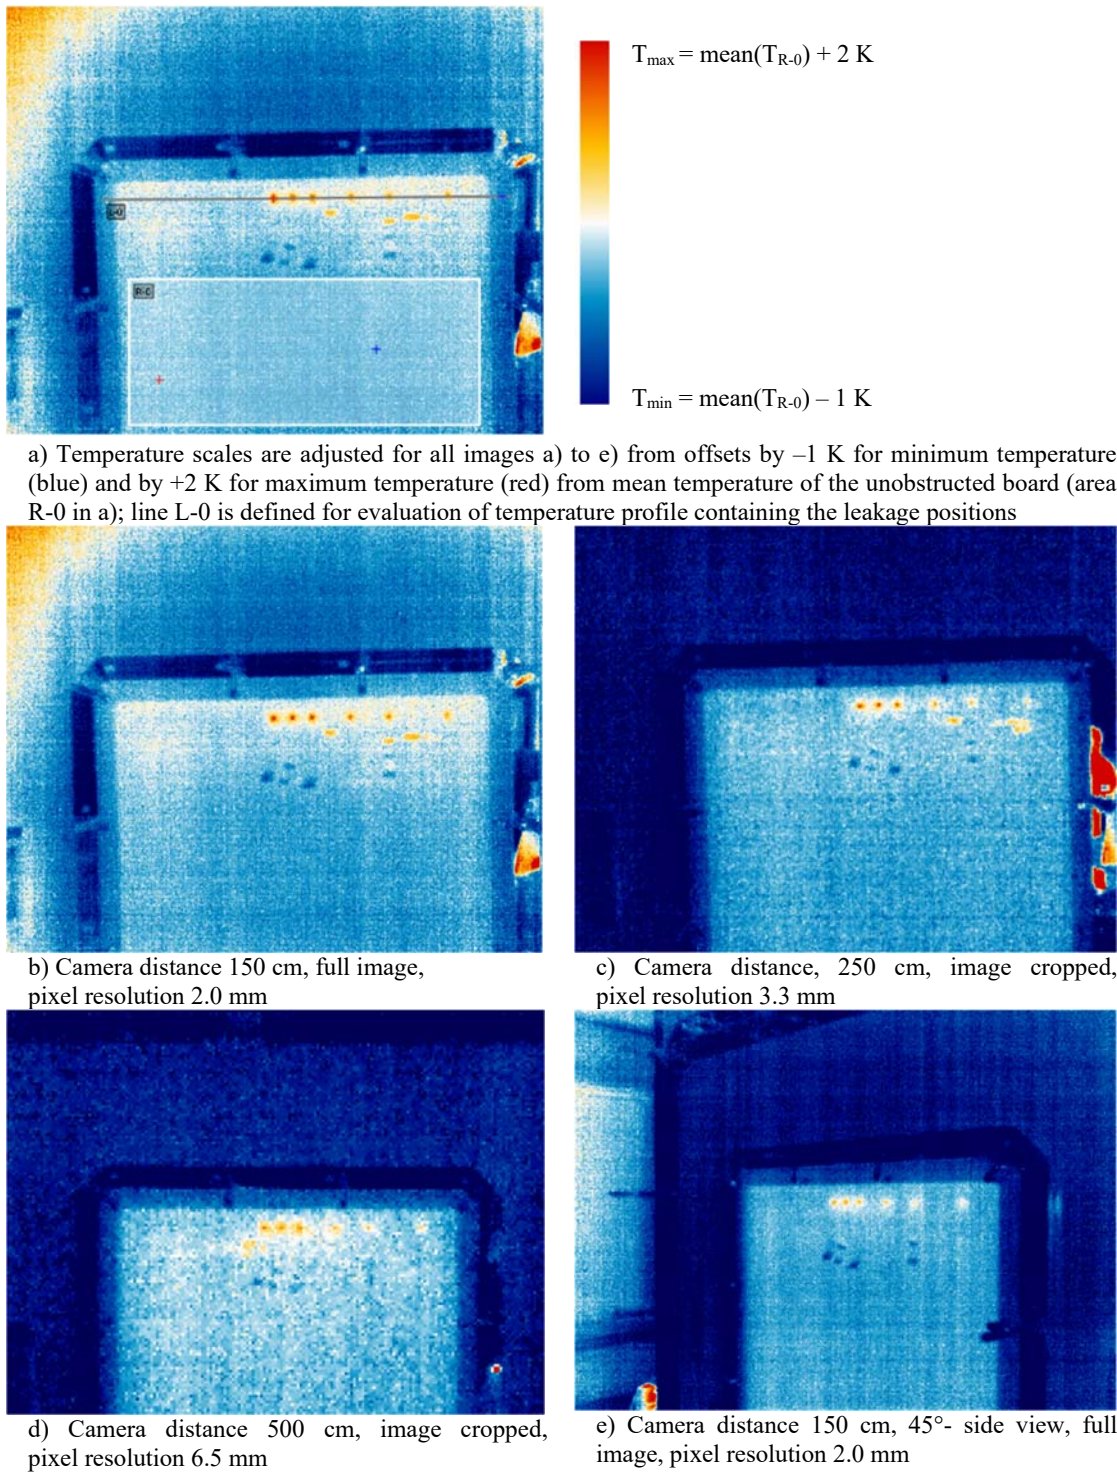 Tmax = mean(TR-0) + 2 K
L-0
R-0
Tmin = mean(TR-0) – 1 K
a) Temperature scales are adjusted for all images a) to e) from offsets by –1 K for minimum temperature
(blue) and by +2 K for maximum temperature (red) from mean temperature of the unobstructed board (area
R-0 in a); line L-0 is defined for evaluation of temperature profile containing the leakage positions
b) Camera distance 150 cm, full image,
pixel resolution 2.0 mm
c) Camera distance, 250 cm, image cropped,
pixel resolution 3.3 mm
d) Camera distance 500 cm, image cropped,
pixel resolution 6.5 mm
e) Camera distance 150 cm, 45°- side view, full
image, pixel resolution 2.0 mm